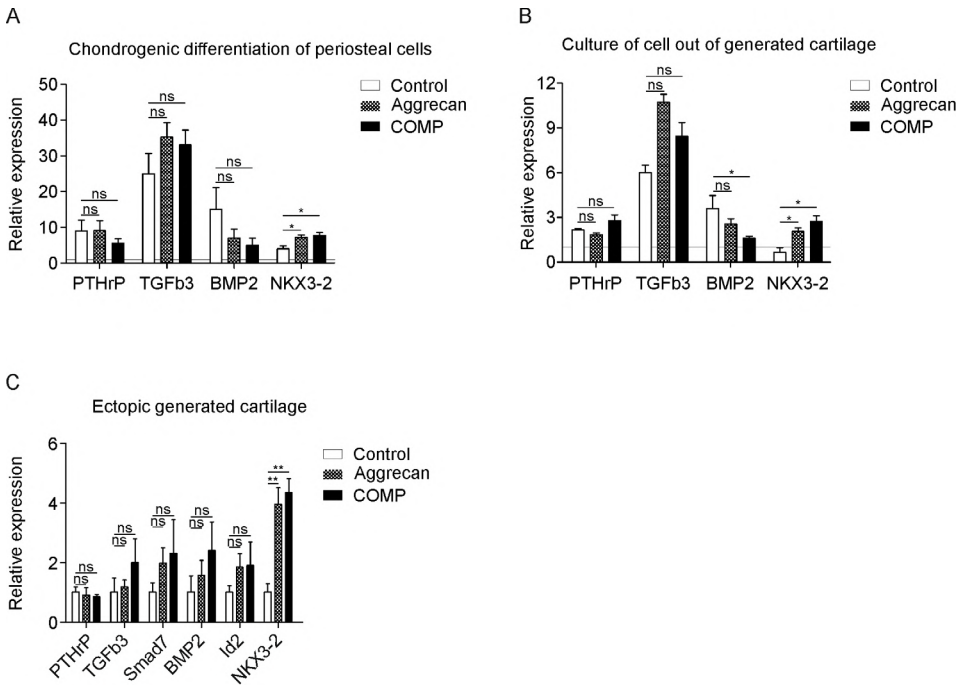 A
Chondrogenic differentiation of periosteal cells
Relative expression
50
40
30
20
10
0
ns
ns
ns
ns
ns
ns
*
*
PTHrP TGFb3 BMP2 NKX3-2
Control
Aggrecan
COMP
B
Culture of cell out of generated cartilage
Relative expression
12
9
6
3
0
ns
ns
ns
ns
*
ns
*
*
PTHrP TGFb3 BMP2 NKX3-2
Control
Aggrecan
COMP
C
Ectopic generated cartilage
Relative expression
6
4
2
0
ns
ns
ns
ns
ns
ns
ns
ns
ns
ns
**
**
PTHrP TGFb3 Smad7 BMP2 Id2 NKX3-2
Control
Aggrecan
COMP